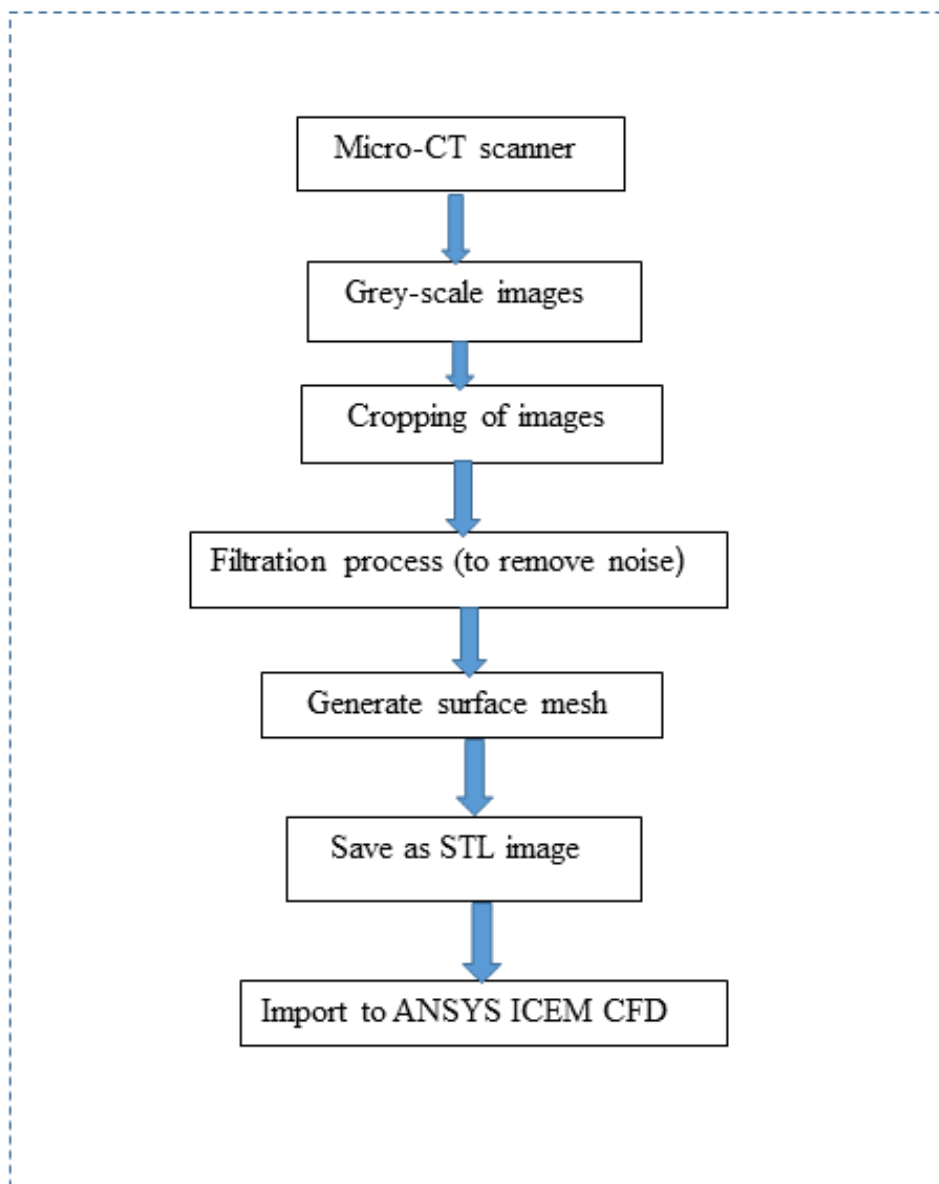 Micro-CT scanner
Grey-scale images
Cropping of images
Filtration process (to remove noise)
Generate surface mesh
Save as STL image
Import to ANSYS ICEM CFD